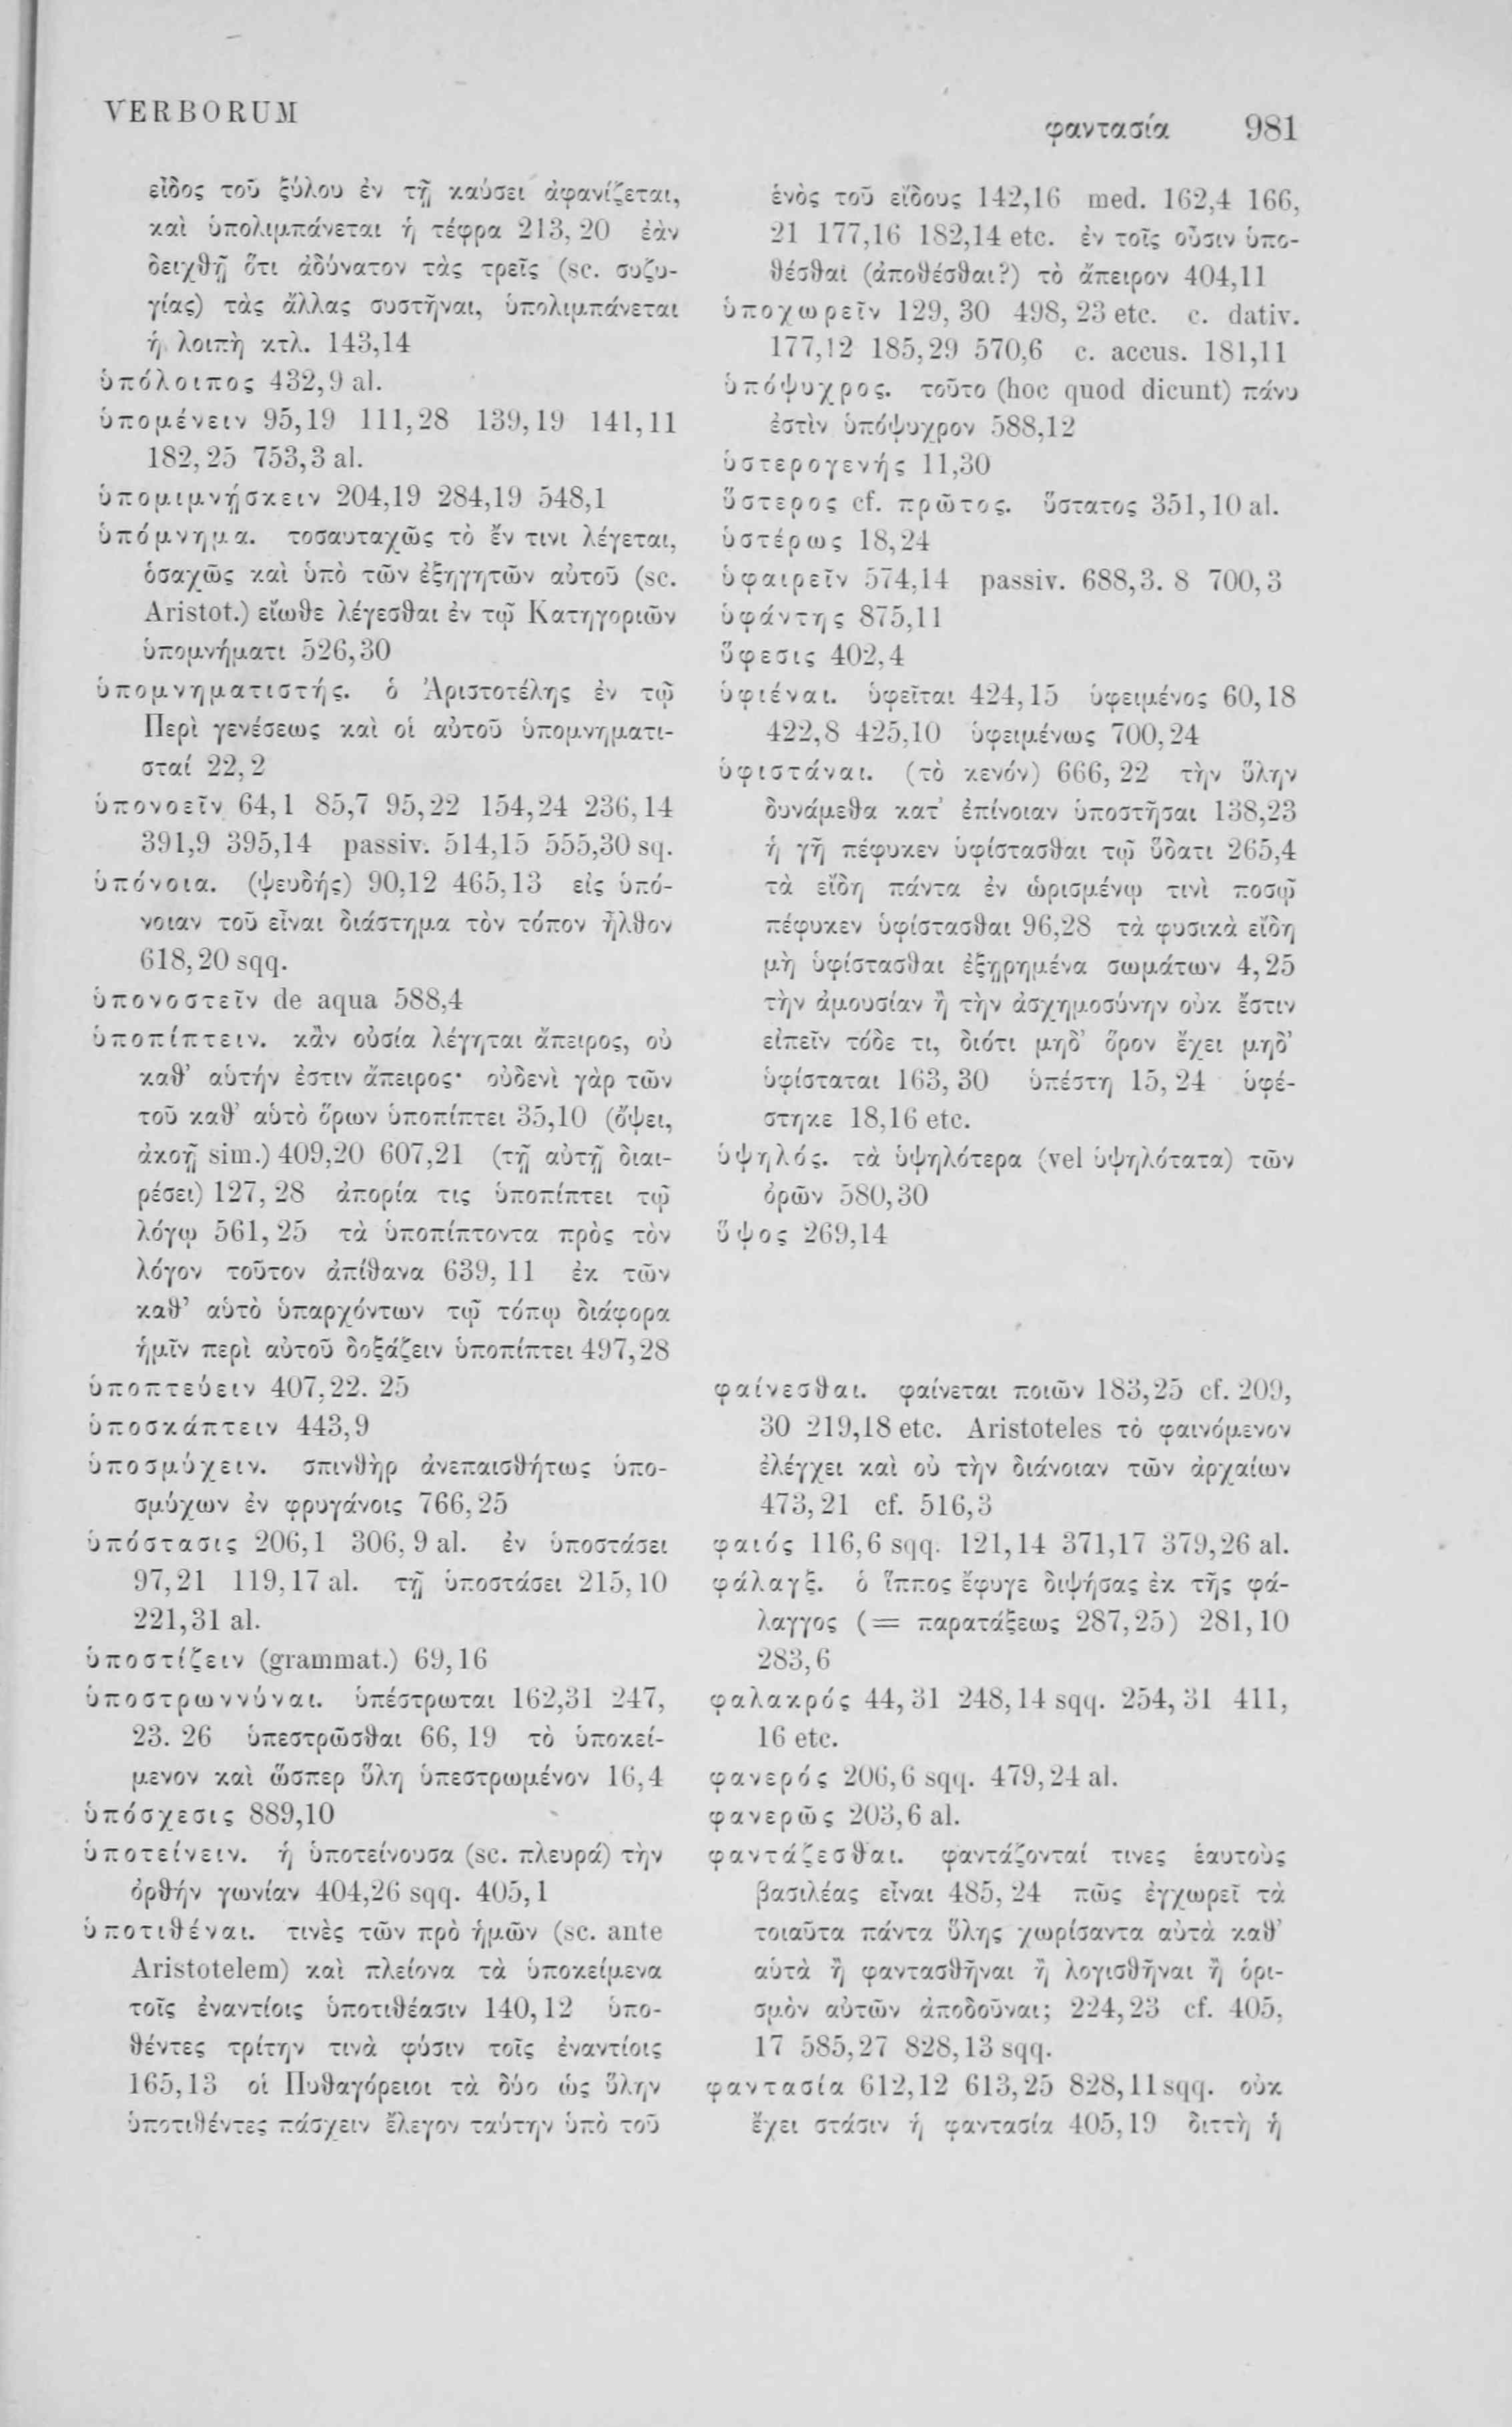 VERBORUM
φαντασία 981
εἶδος τοῦ ξύλου ἐν τῇ καύσει ἀφανίζεται,
καὶ ὑπολιμπάνεται ἡ τέφρα 213, 20 ἐὰν
δειχθῇ ὅτι ἀδύνατον τὰς τρεῖς (sc. συζυ-
γίας) τὰς ἄλλας συστῆναι, ὑπολιμπάνεται
ἡ λοιπὴ κτλ. 143,14
ὑπόλοιπος 432,9 al.
ὑπομένειν 95,19 111,28 139,19 141,11
182,25 753,3 al.
ὑπομιμνήσκειν 204,19 284,19 548,1
ὑπόμνημα. τοσαυταχῶς τὸ ἔν τινι λέγεται,
ὁσαχῶς καὶ ὑπὸ τῶν ἐξηγητῶν αὐτοῦ (sc.
Aristot.) εἴωθε λέγεσθαι ἐν τῷ Κατηγοριῶν
ὑπομνήματι 526,30
ὑπομνηματιστής. ὁ Ἀριστοτέλης ἐν τῷ
Περὶ γενέσεως καὶ οἱ αὐτοῦ ὑπομνηματι-
σταί 22,2
ὑπονοεῖν 64,1 85,7 95,22 154,24 236,14
391,9 395,14 passiv. 514,15 555,30 sq.
ὑπόνοια. (ψευδής) 90,12 465,13 εἰς ὑπό-
νοιαν τοῦ εἶναι διάστημα τὸν τόπον ἦλθον
618,20 sqq.
ὑπονοστεῖν de aqua 588,4
ὑποπίπτειν. κἂν οὐσία λέγηται ἄπειρος, οὐ
καθ’ αὑτήν ἐστιν ἄπειρος· οὐδενὶ γὰρ τῶν
τοῦ καθ’ αὑτὸ ὅρων ὑποπίπτει 35,10 (ὄψει,
ἀκοῇ sim.) 409,20 607,21 (τῇ αὐτῇ διαι-
ρέσει) 127, 28 ἀπορία τις ὑποπίπτει τῷ
λόγῳ 561, 25 τὰ ὑποπίπτοντα πρὸς τὸν
λόγον τοῦτον ἀπίθανα 639, 11 ἐκ τῶν
καθ’ αὑτὸ ὑπαρχόντων τῷ τόπῳ διάφορα
ἡμῖν περὶ αὐτοῦ δοξάζειν ὑποπίπτει 497,28
ὑποπτεύειν 407,22. 25
ὑποσκάπτειν 443,9
ὑποσμύχειν. σπινθὴρ ἀνεπαισθήτως ὑπο-
σμύχων ἐν φρυγάνοις 766,25
ὑπόστασις 206,1 306,9 al. ἐν ὑποστάσει
97,21 119,17 al. τῇ ὑποστάσει 215,10
221,31 al.
ὑποστίζειν (grammat.) 69,16
ὑποστρωννύναι. ὑπέστρωται 162,31 247,
23. 26 ὑπεστρῶσθαι 66, 19 τὸ ὑποκεί-
μενον καὶ ὥσπερ ὕλη ὑπεστρωμένον 16,4
ὑπόσχεσις 889,10
ὑποτείνειν. ἡ ὑποτείνουσα (sc. πλευρά) τὴν
ὀρθήν γωνίαν 404,26 sqq. 405,1
ὑποτιθέναι. τινὲς τῶν πρὸ ἡμῶν (sc. ante
Aristotelem) καὶ πλείονα τὰ ὑποκείμενα
τοῖς ἐναντίοις ὑποτιθέασιν 140,12 ὑπο-
θέντες τρίτην τινὰ φύσιν τοῖς ἐναντίοις
165,13 οἱ Πυθαγόρειοι τὰ δύο ὡς ὕλην
ὑποτιθέντες πάσχειν ἔλεγον ταύτην ὑπὸ τοῦ
ἑνὸς τοῦ εἴδους 142,16 med. 162,4 166,
21 177,16 182,14 etc. ἐν τοῖς οὖσιν ὑπο-
θέσθαι (ἀποθέσθαι?) τὸ ἄπειρον 404,11
ὑποχωρεῖν 129, 30 498, 23 etc. c. dativ.
177,12 185,29 570,6 c. accus. 181,11
ὑπόψυχρος. τοῦτο (hoc quod dicunt) πάνυ
ἐστὶν ὑπόψυχρον 588,12
ὑστερογενής 11,30
ὕστερος cf. πρῶτος. ὕστατος 351,10 al.
ὑστέρως 18,24
ὑφαιρεῖν 574,14 passiv. 688,3. 8 700,3
ὑφάντης 875,11
ὕφεσις 402,4
ὑφιέναι. ὑφεῖται 424,15 ὑφειμένος 60,18
422,8 425,10 ὑφειμένως 700,24
ὑφιστάναι. (τὸ κενόν) 666, 22 τὴν ὕλην
δυνάμεθα κατ’ ἐπίνοιαν ὑποστῆσαι 138,23
ἡ γῆ πέφυκεν ὑφίστασθαι τῷ ὕδατι 265,4
τὰ εἴδη πάντα ἐν ὡρισμένῳ τινὶ ποσῷ
πέφυκεν ὑφίστασθαι 96,28 τὰ φυσικὰ εἴδη
μὴ ὑφίστασθαι ἐξῃρημένα σωμάτων 4,25
τὴν ἀμουσίαν ἢ τὴν ἀσχημοσύνην οὐκ ἔστιν
εἰπεῖν τόδε τι, διότι μηδ’ ὅρον ἔχει μηδ’
ὑφίσταται 163, 30 ὑπέστη 15, 24 ὑφέ-
στηκε 18,16 etc.
ὑψηλός. τὰ ὑψηλότερα (vel ὑψηλότατα) τῶν
ὀρῶν 580,30
ὕψος 269,14
φαίνεσθαι. φαίνεται ποιῶν 183,25 cf. 209,
30 219,18 etc. Aristoteles τὸ φαινόμενον
ἐλέγχει καὶ οὐ τὴν διάνοιαν τῶν ἀρχαίων
473,21 cf. 516,3
φαιός 116,6 sqq. 121,14 371,17 379,26 al.
φάλαγξ. ὁ ἵππος ἔφυγε διψήσας ἐκ τῆς φά-
λαγγος (= παρατάξεως 287,25) 281,10
283,6
φαλακρός 44, 31 248,14 sqq. 254, 31 411,
16 etc.
φανερός 206,6 sqq. 479,24 al.
φανερῶς 203,6 al.
φαντάζεσθαι. φαντάζονταί τινες ἑαυτοὺς
βασιλέας εἶναι 485, 24 πῶς ἐγχωρεῖ τὰ
τοιαῦτα πάντα ὕλης χωρίσαντα αὐτὰ καθ’
αὑτὰ ἢ φαντασθῆναι ἢ λογισθῆναι ἢ ὁρι-
σμὸν αὐτῶν ἀποδοῦναι; 224,23 cf. 405,
17 585,27 828,13 sqq.
φαντασία 612,12 613,25 828,11 sqq. οὐκ
ἔχει στάσιν ἡ φαντασία 405,19 διττὴ ἡ